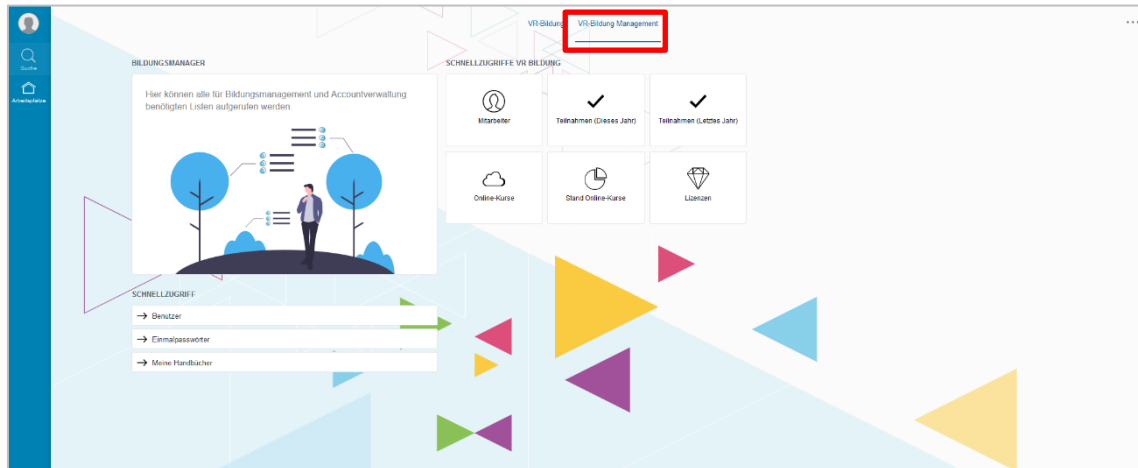 VR-Bildung
VR-Bildung Management
Suche
Arbeitsplätze
BILDUNGSMANAGER
Hier können alle für Bildungsmanagement und Accountverwaltung
benötigten Listen aufgerufen werden.
SCHNELLZUGRIFF
Benutzer
Einmalpasswörter
Meine Handbücher
SCHNELLZUGRIFFE VR BILDUNG
Mitarbeiter
Teilnahmen (Dieses Jahr)
Teilnahmen (Letztes Jahr)
Online-Kurse
Stand Online-Kurse
Lizenzen